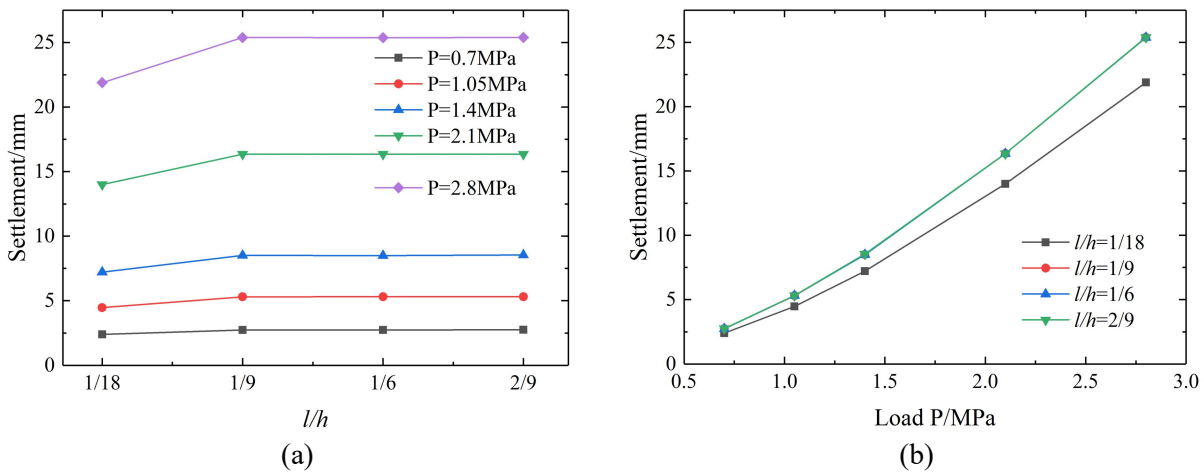 25
20
15
10
5
0
Settlement/mm
P=0.7MPa
P=1.05MPa
P=1.4MPa
P=2.1MPa
P=2.8MPa
1/18 1/9 1/6 2/9
l/h
(a)
25
20
15
10
5
0
Settlement/mm
l/h=1/18
l/h=1/9
l/h=1/6
l/h=2/9
0.5 1.0 1.5 2.0 2.5 3.0
Load P/MPa
(b)